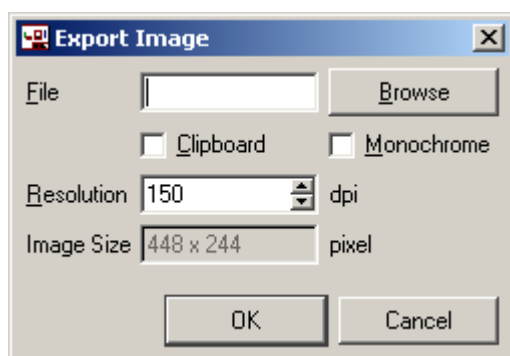 Export Image
File Browse
Clipboard Monochrome
Resolution 150 dpi
Image Size 448 x 244 pixel
OK Cancel